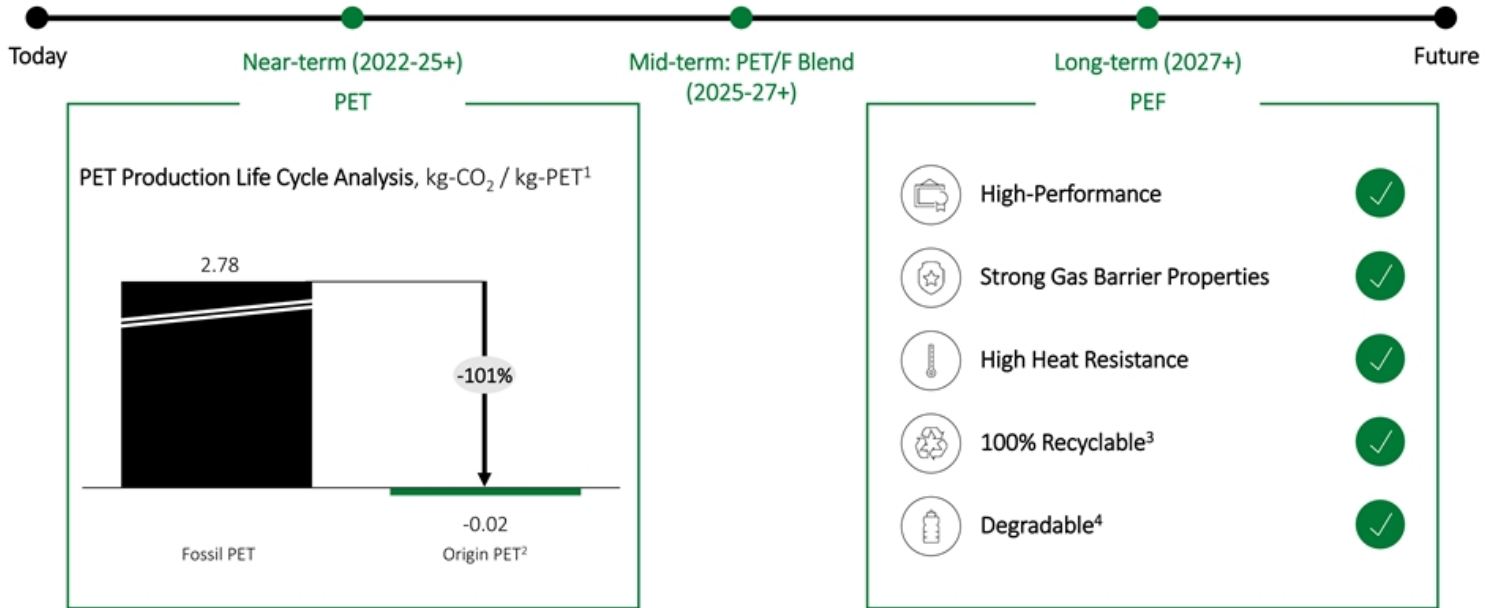 Today
Near-term (2022-25+)
Mid-term: PET/F Blend
(2025-27+)
Long-term (2027+)
Future
PET
PET Production Life Cycle Analysis, kg-CO₂ / kg-PET¹
2.78
-101%
-0.02
Fossil PET
Origin PET²
PEF
High-Performance
Strong Gas Barrier Properties
High Heat Resistance
100% Recyclable³
Degradable⁴